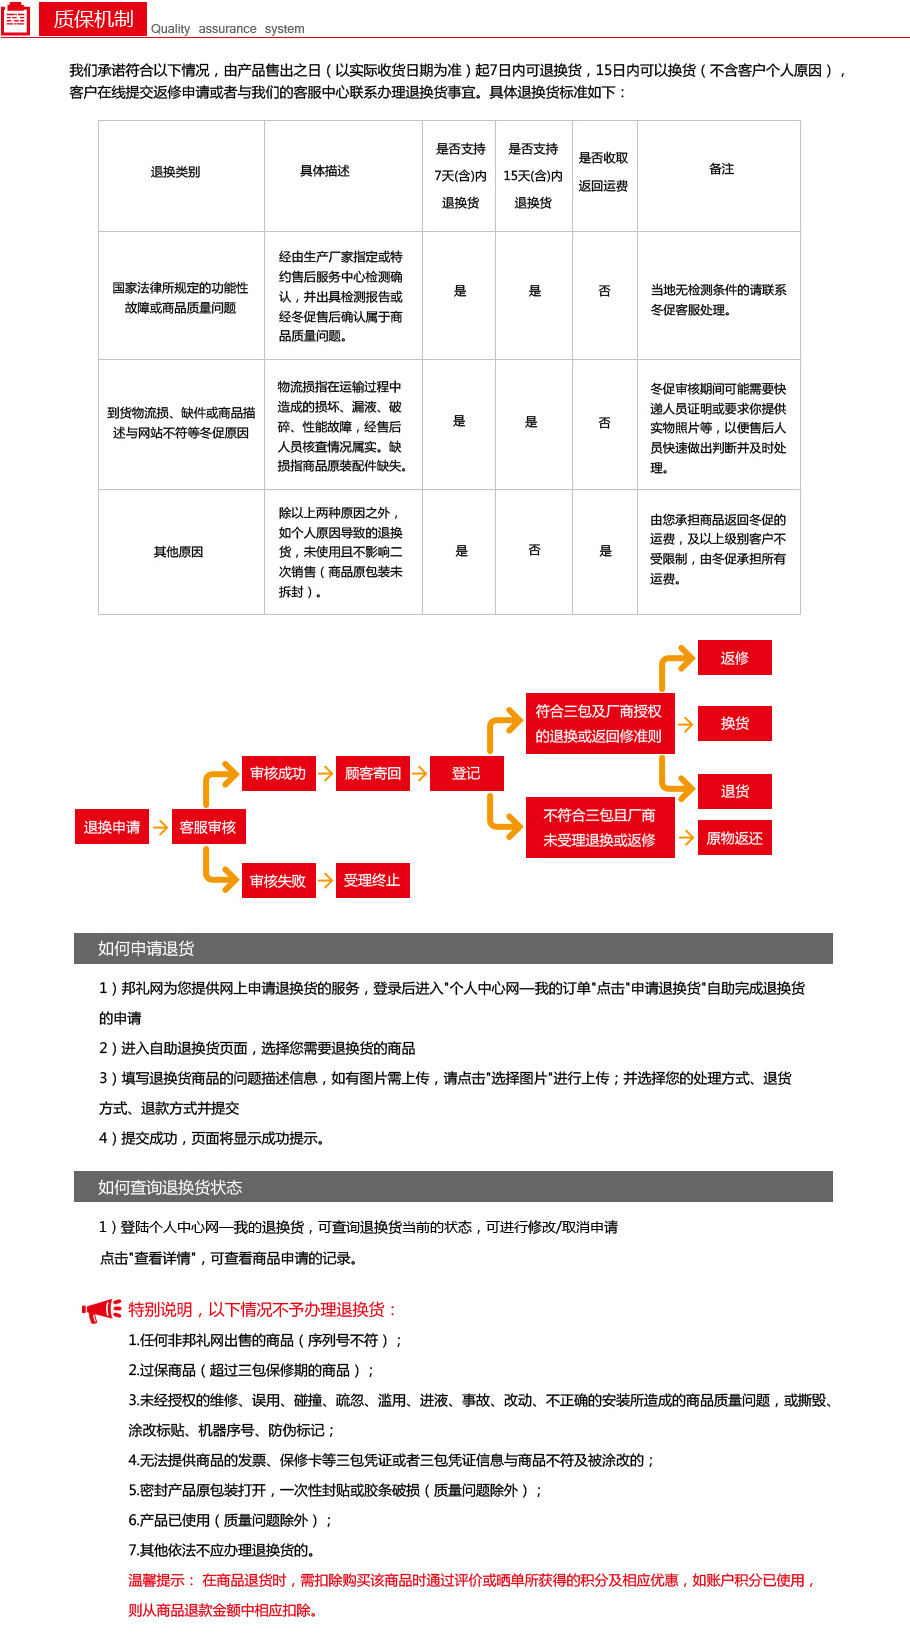 质保机制
Quality assurance system
我们承诺符合以下情况，由产品售出之日（以实际收货日期为准）起7日内可退换货，15日内可以换货（不含客户个人原因），
客户在线提交返修申请或者与我们的客服中心联系办理退换货事宜。具体退换货标准如下：
退换类别
具体描述
是否支持
7天(含)内
退换货
是否支持
15天(含)内
退换货
是否收取
返回运费
备注
国家法律所规定的功能性
故障或商品质量问题
经由生产厂家指定或特
约售后服务中心检测确
认，并出具检测报告或
经冬促售后确认属于商
品质量问题。
是
是
否
当地无检测条件的请联系
冬促客服处理。
到货物流损、缺件或商品描
述与网站不符等冬促原因
物流损指在运输过程中
造成的损坏、漏液、破
碎、性能故障，经售后
人员核查情况属实。缺
损指商品原装配件缺失。
是
是
否
冬促审核期间可能需要快
递人员证明或要求你提供
实物照片等，以便售后人
员快速做出判断并及时处
理。
其他原因
除以上两种原因之外，
如个人原因导致的退换
货，未使用且不影响二
次销售（商品原包装未
拆封）。
是
否
是
由您承担商品返回冬促的
运费，及以上级别客户不
受限制，由冬促承担所有
运费。
退换申请
客服审核
审核成功
顾客寄回
登记
审核失败
受理终止
符合三包及厂商授权
的退换或返回修准则
不符合三包且厂商
未受理退换或返修
返修
换货
退货
原物返还
如何申请退货
1）邦礼网为您提供网上申请退换货的服务，登录后进入"个人中心网—我的订单"点击"申请退换货"自助完成退换货
的申请
2）进入自助退换货页面，选择您需要退换货的商品
3）填写退换货商品的问题描述信息，如有图片需上传，请点击"选择图片"进行上传；并选择您的处理方式、退货
方式、退款方式并提交
4）提交成功，页面将显示成功提示。
如何查询退换货状态
1）登陆个人中心网—我的退换货，可查询退换货当前的状态，可进行修改/取消申请
点击"查看详情"，可查看商品申请的记录。
特别说明，以下情况不予办理退换货：
1.任何非邦礼网出售的商品（序列号不符）；
2.过保商品（超过三包保修期的商品）；
3.未经授权的维修、误用、碰撞、疏忽、滥用、进液、事故、改动、不正确的安装所造成的商品质量问题，或撕毁、
涂改标贴、机器序号、防伪标记；
4.无法提供商品的发票、保修卡等三包凭证或者三包凭证信息与商品不符及被涂改的；
5.密封产品原包装打开，一次性封贴或胶条破损（质量问题除外）；
6.产品已使用（质量问题除外）；
7.其他依法不应办理退换货的。
温馨提示： 在商品退货时，需扣除购买该商品时通过评价或晒单所获得的积分及相应优惠，如账户积分已使用，
则从商品退款金额中相应扣除。